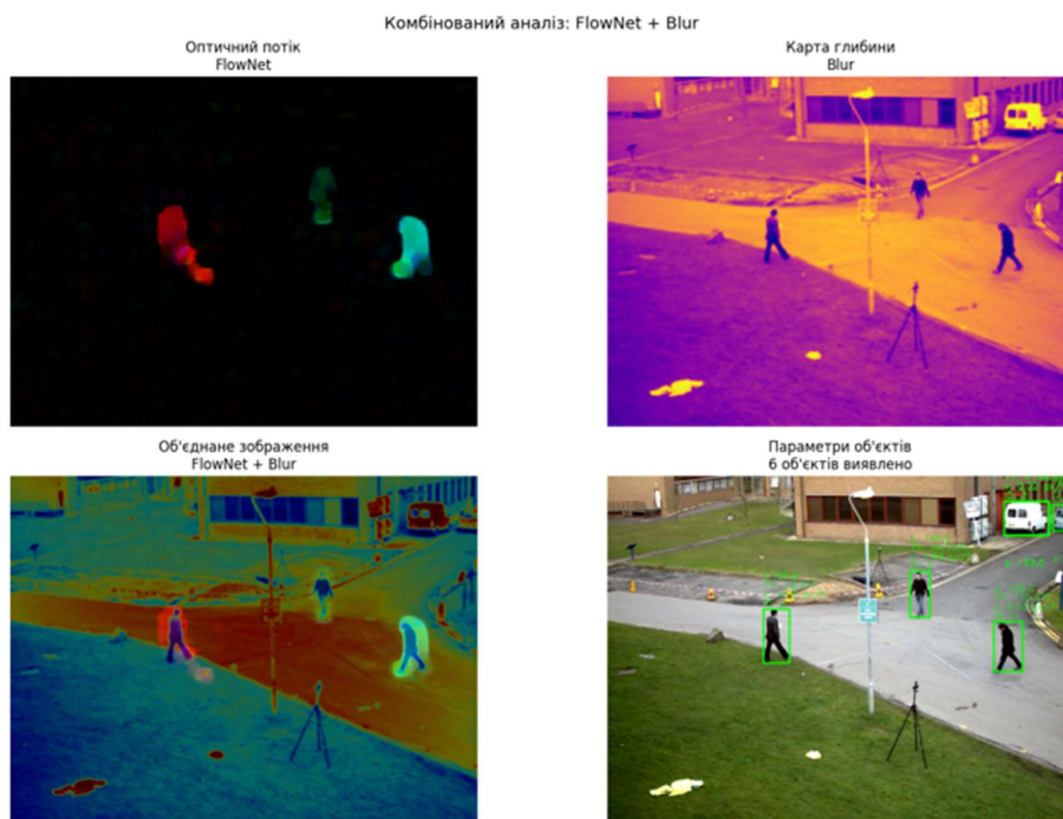 Комбінований аналіз: FlowNet + Blur
Оптичний потік
FlowNet
Карта глибини
Blur
Об'єднане зображення
FlowNet + Blur
Параметри об'єктів
6 об'єктів виявлено